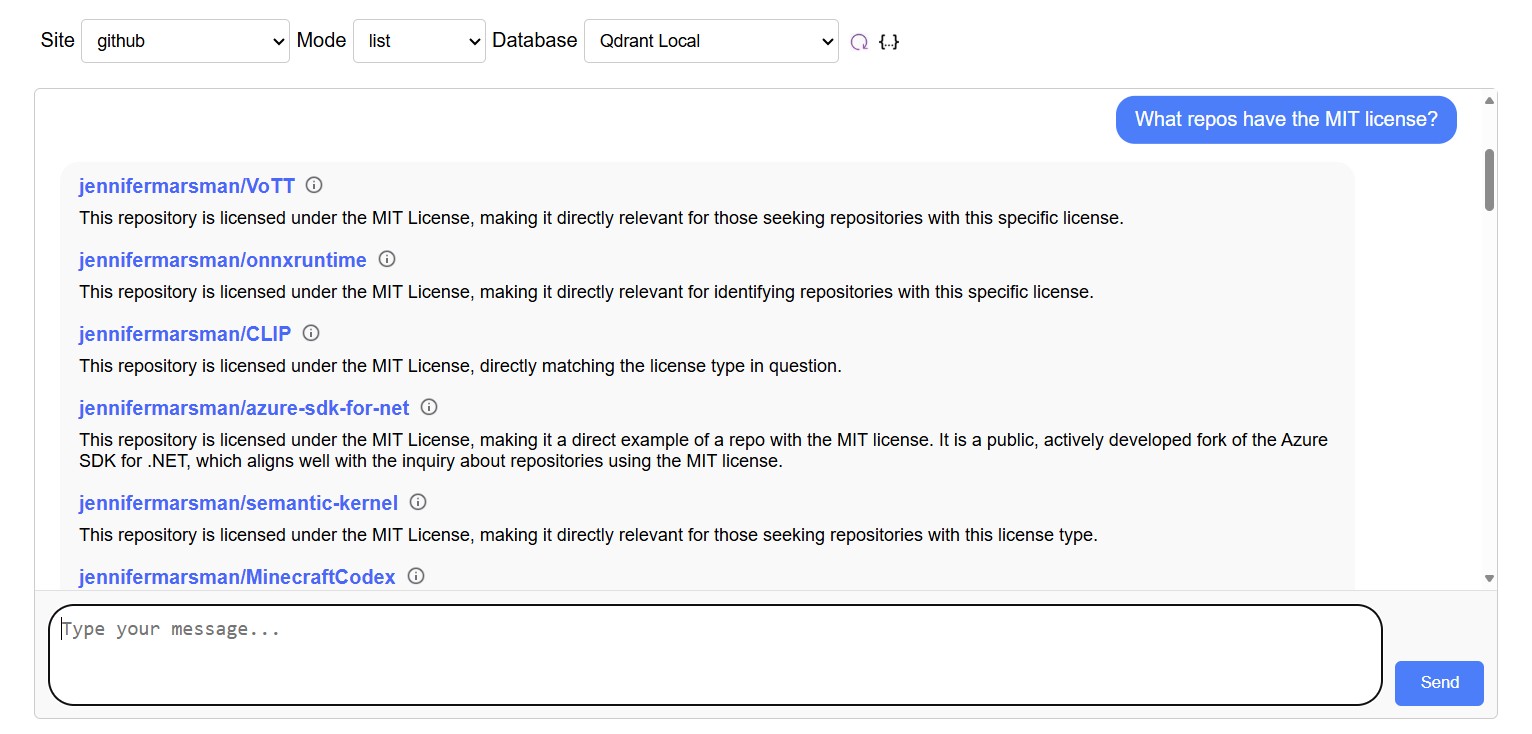 Site github Mode list Database Qdrant Local {...}
What repos have the MIT license?
jennifermarsman/VoTT
This repository is licensed under the MIT License, making it directly relevant for those seeking repositories with this specific license.
jennifermarsman/onnxruntime
This repository is licensed under the MIT License, making it directly relevant for identifying repositories with this specific license.
jennifermarsman/CLIP
This repository is licensed under the MIT License, directly matching the license type in question.
jennifermarsman/azure-sdk-for-net
This repository is licensed under the MIT License, making it a direct example of a repo with the MIT license. It is a public, actively developed fork of the Azure
SDK for .NET, which aligns well with the inquiry about repositories using the MIT license.
jennifermarsman/semantic-kernel
This repository is licensed under the MIT License, making it directly relevant for those seeking repositories with this license type.
jennifermarsman/MinecraftCodex
Type your message...
Send